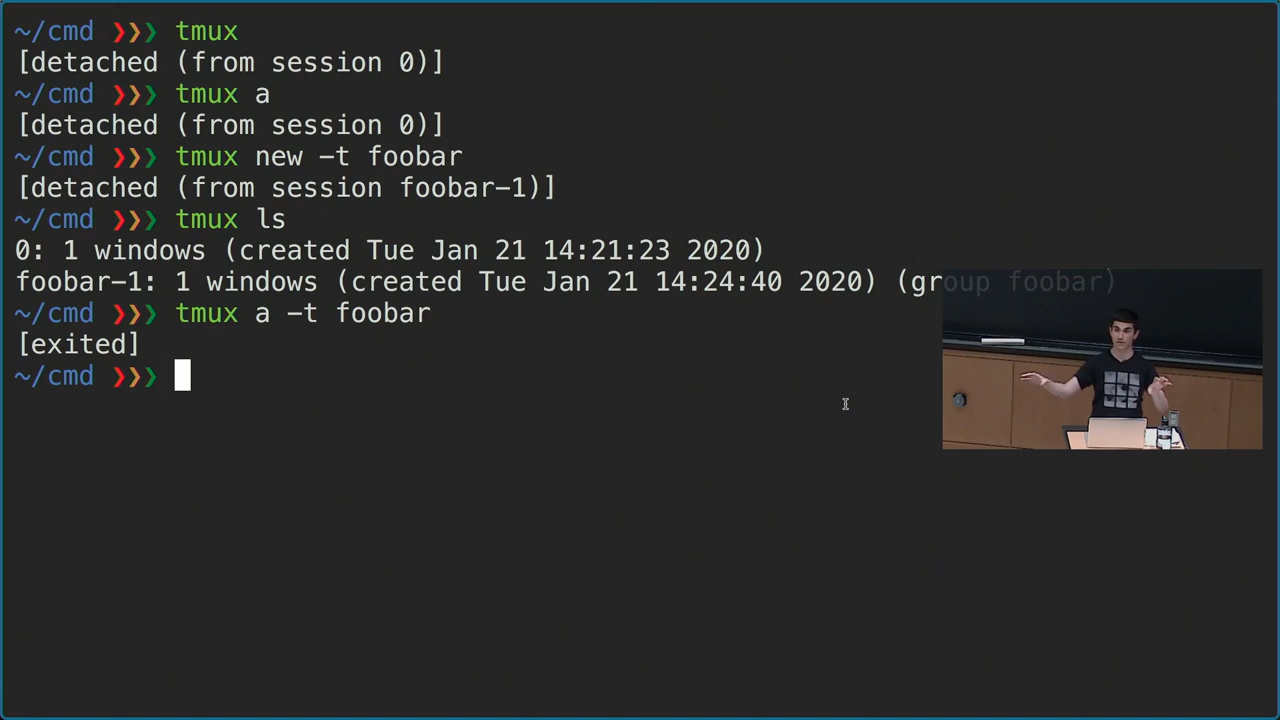 ~/cmd ❯❯❯ tmux
[detached (from session 0)]
~/cmd ❯❯❯ tmux a
[detached (from session 0)]
~/cmd ❯❯❯ tmux new -t foobar
[detached (from session foobar-1)]
~/cmd ❯❯❯ tmux ls
0: 1 windows (created Tue Jan 21 14:21:23 2020)
foobar-1: 1 windows (created Tue Jan 21 14:24:40 2020) (group foobar)
~/cmd ❯❯❯ tmux a -t foobar
[exited]
~/cmd ❯❯❯